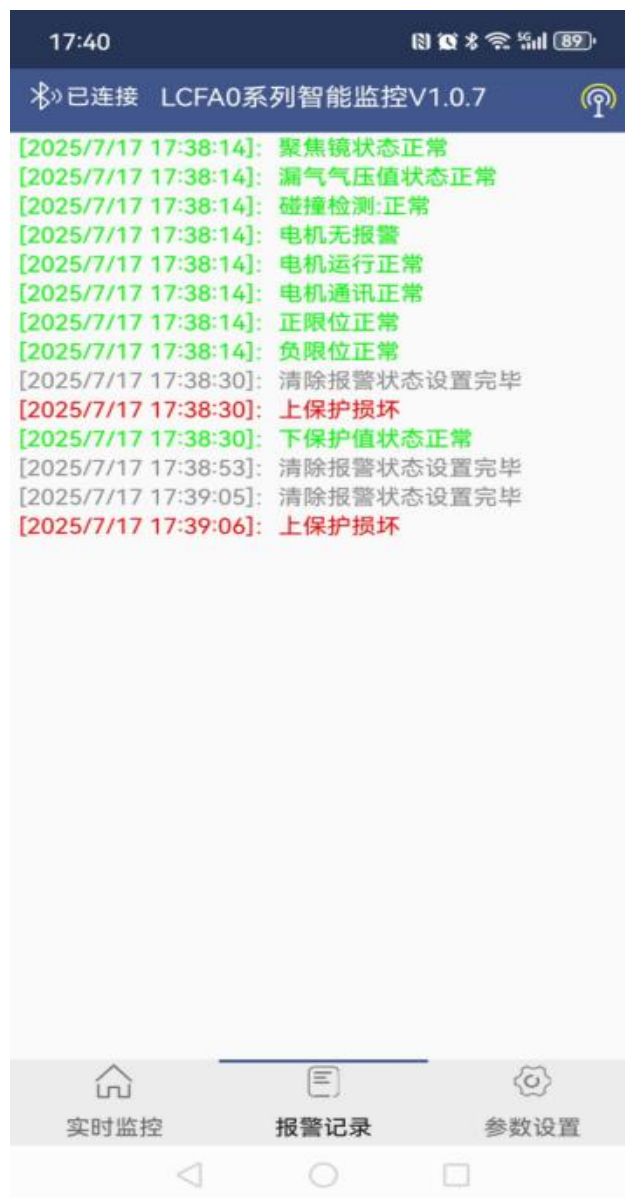 17:40
5G 89
已连接 LCFA0系列智能监控V1.0.7
[2025/7/17 17:38:14]: 聚焦镜状态正常
[2025/7/17 17:38:14]: 漏气气压值状态正常
[2025/7/17 17:38:14]: 碰撞检测:正常
[2025/7/17 17:38:14]: 电机无报警
[2025/7/17 17:38:14]: 电机运行正常
[2025/7/17 17:38:14]: 电机通讯正常
[2025/7/17 17:38:14]: 正限位正常
[2025/7/17 17:38:14]: 负限位正常
[2025/7/17 17:38:30]: 清除报警状态设置完毕
[2025/7/17 17:38:30]: 上保护损坏
[2025/7/17 17:38:30]: 下保护值状态正常
[2025/7/17 17:38:53]: 清除报警状态设置完毕
[2025/7/17 17:39:05]: 清除报警状态设置完毕
[2025/7/17 17:39:06]: 上保护损坏
实时监控 报警记录 参数设置